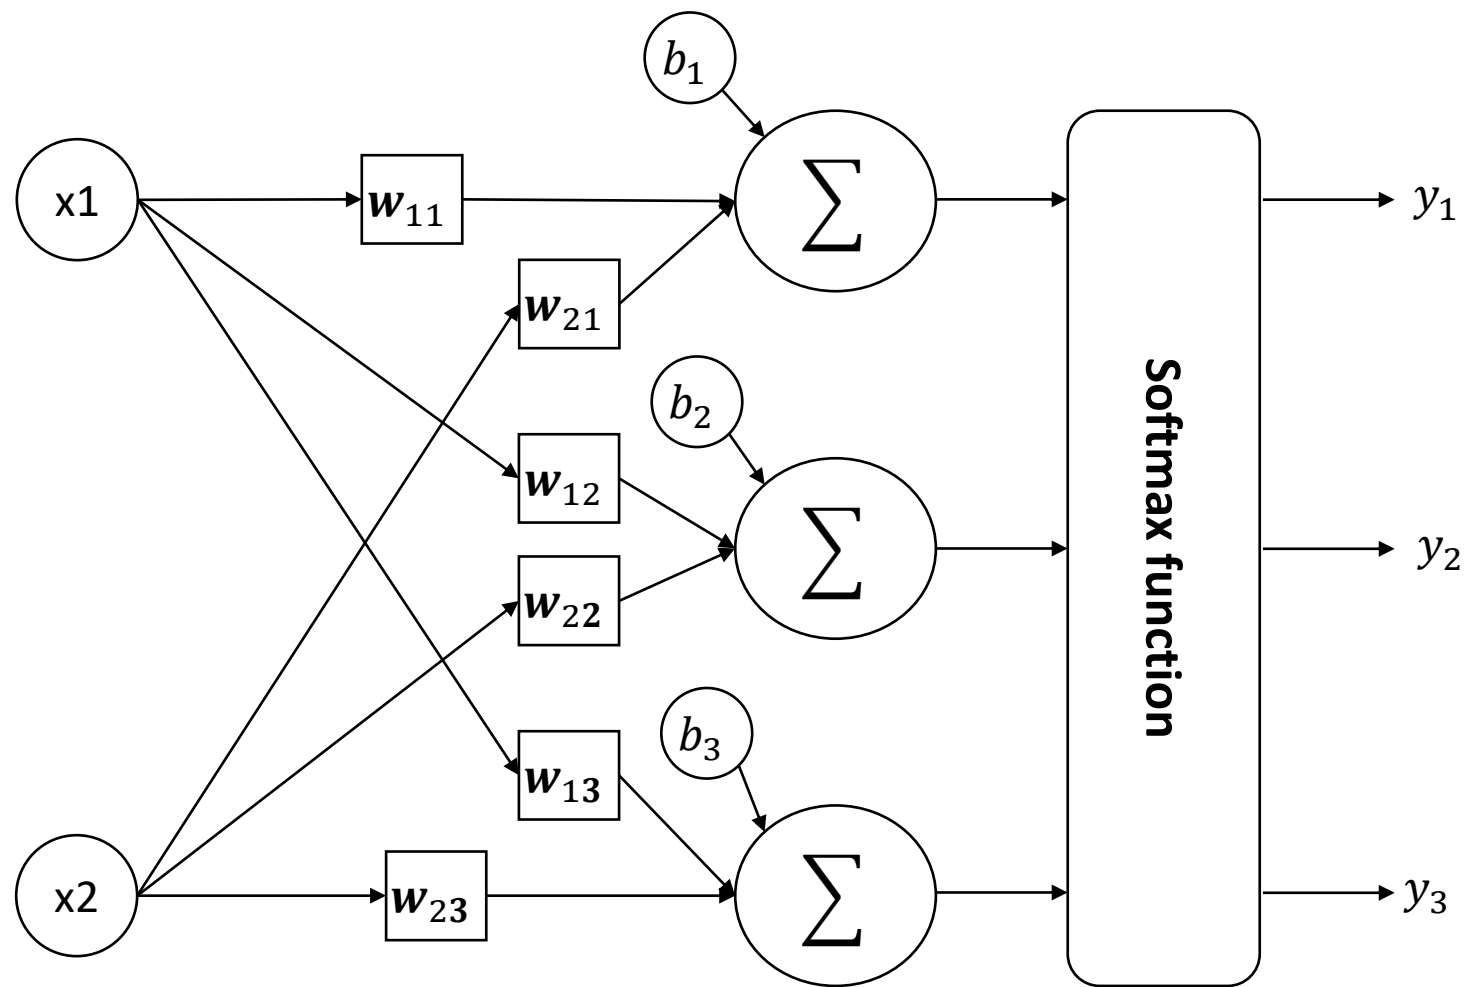 b₁
x1
w₁₁
∑
y₁
w₂₁
b₂
w₁₂
∑
y₂
w₂₂
Softmax function
b₃
w₁₃
x2
w₂₃
∑
y₃